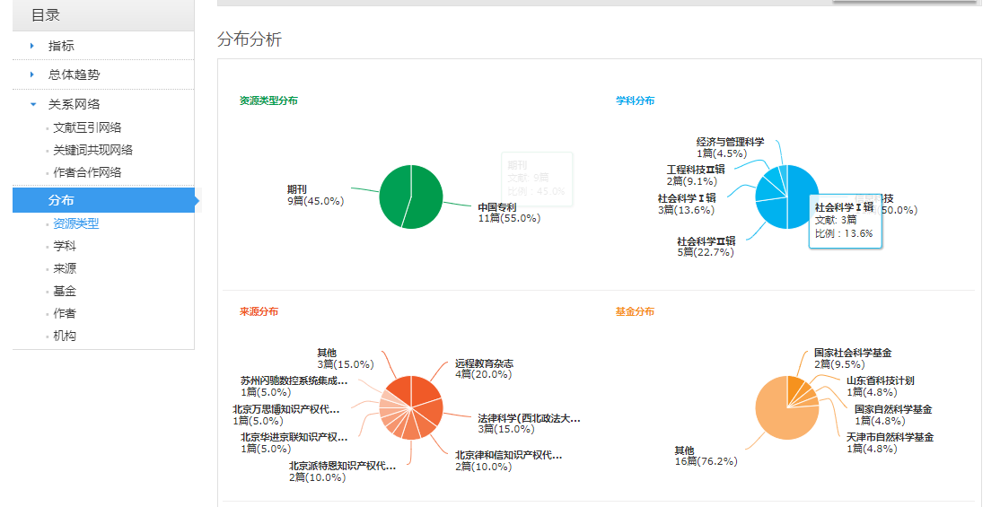 目录
指标
总体趋势
关系网络
文献互引网络
关键词共现网络
作者合作网络
分布
资源类型
学科
来源
基金
作者
机构
分布分析
资源类型分布
期刊
9篇(45.0%)
期刊
文献: 9篇
比例：45.0%
中国专利
11篇(55.0%)
学科分布
经济与管理科学
1篇(4.5%)
工程科技Ⅱ辑
2篇(9.1%)
社会科学Ⅰ辑
3篇(13.6%)
社会科学Ⅱ辑
5篇(22.7%)
科技
50.0%)
社会科学Ⅰ辑
文献: 3篇
比例：13.6%
来源分布
其他
3篇(15.0%)
苏州闪驰数控系统集成...
1篇(5.0%)
北京万思博知识产权代...
1篇(5.0%)
北京华进京联知识产权...
1篇(5.0%)
北京派特恩知识产权代...
2篇(10.0%)
远程教育杂志
4篇(20.0%)
法律科学(西北政法大...
3篇(15.0%)
北京律和信知识产权代...
2篇(10.0%)
基金分布
国家社会科学基金
2篇(9.5%)
山东省科技计划
1篇(4.8%)
国家自然科学基金
1篇(4.8%)
天津市自然科学基金
1篇(4.8%)
其他
16篇(76.2%)